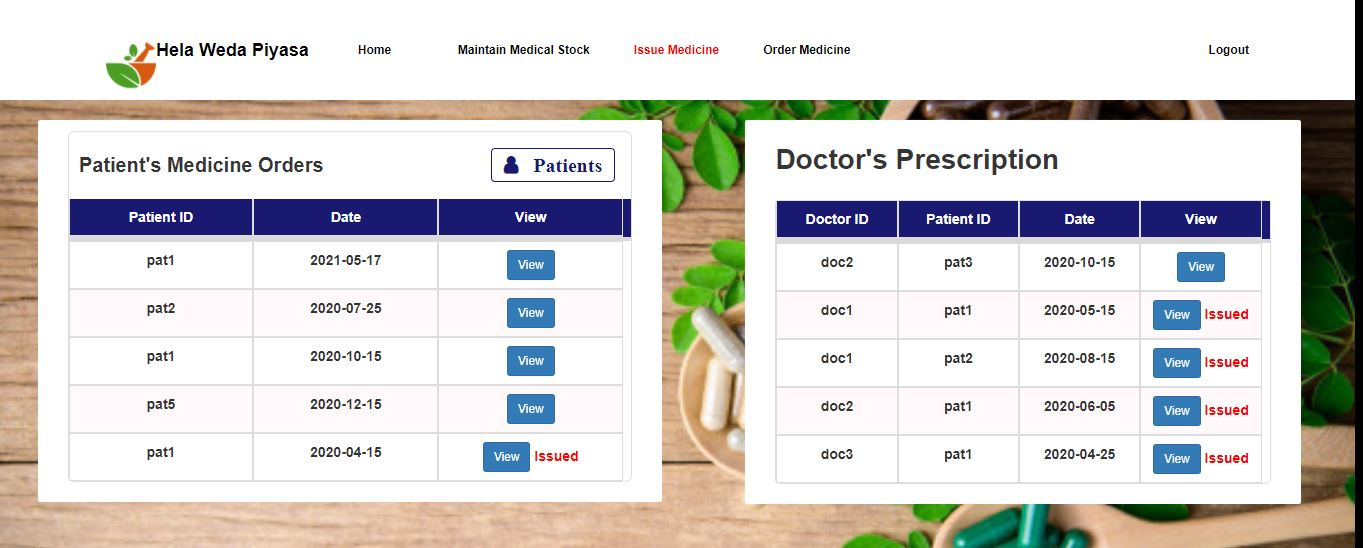 Hela Weda Piyasa Home Maintain Medical Stock Issue Medicine Order Medicine Logout
Patient's Medicine Orders Patients
Patient ID Date View
pat1 2021-05-17 View
pat2 2020-07-25 View
pat1 2020-10-15 View
pat5 2020-12-15 View
pat1 2020-04-15 View Issued
Doctor's Prescription
Doctor ID Patient ID Date View
doc2 pat3 2020-10-15 View
doc1 pat1 2020-05-15 View Issued
doc1 pat2 2020-08-15 View Issued
doc2 pat1 2020-06-05 View Issued
doc3 pat1 2020-04-25 View Issued